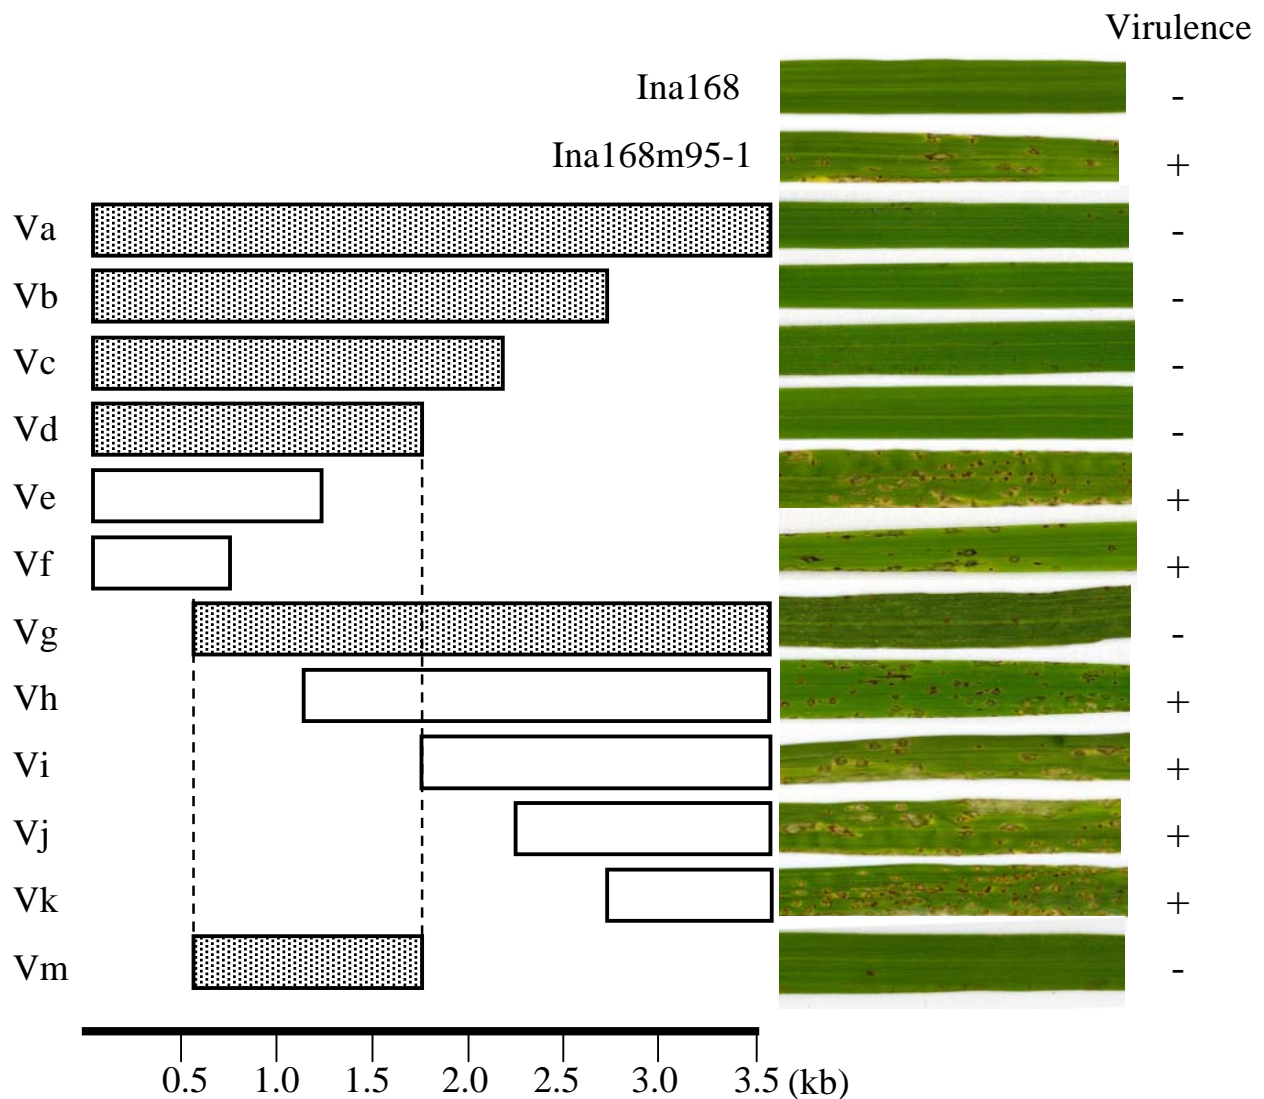 Virulence
Ina168 -
Ina168m95-1 +
Va -
Vb -
Vc -
Vd -
Ve +
Vf +
Vg -
Vh +
Vi +
Vj +
Vk +
Vm -
0.5 1.0 1.5 2.0 2.5 3.0 3.5 (kb)